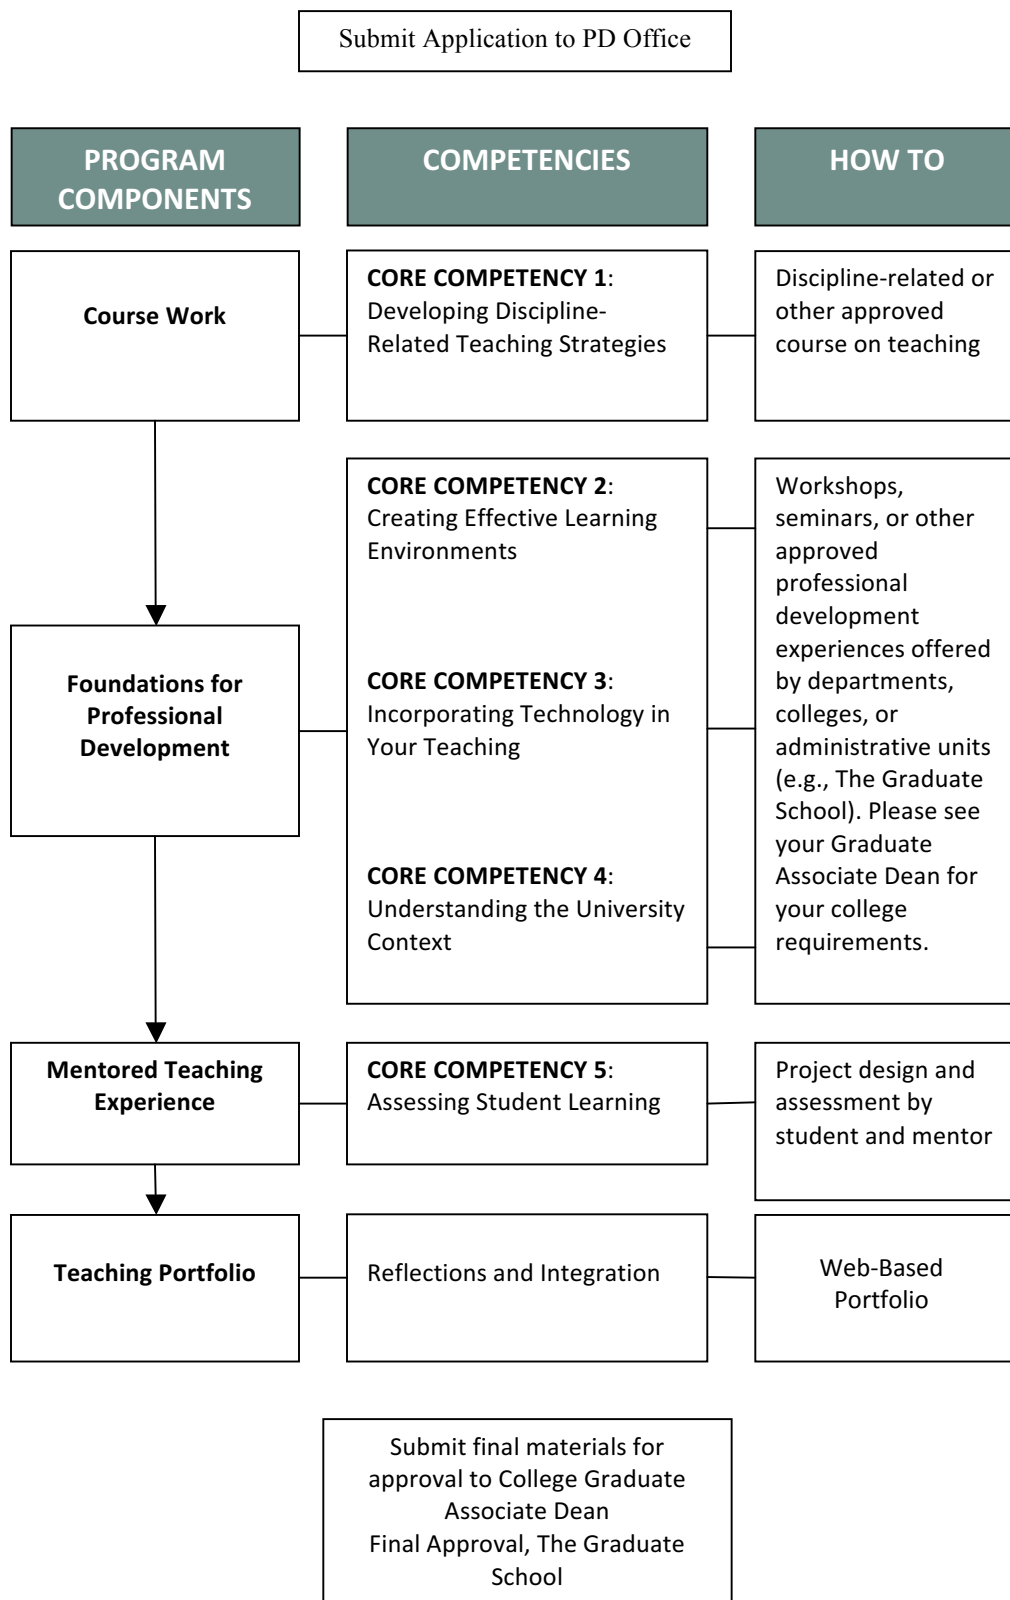 Submit Application to PD Office
PROGRAM
COMPONENTS
COMPETENCIES
HOW TO
Course Work
CORE COMPETENCY 1:
Developing Discipline-
Related Teaching Strategies
Discipline-related or
other approved
course on teaching
Foundations for
Professional
Development
CORE COMPETENCY 2:
Creating Effective Learning
Environments
CORE COMPETENCY 3:
Incorporating Technology in
Your Teaching
CORE COMPETENCY 4:
Understanding the University
Context
Workshops,
seminars, or other
approved
professional
development
experiences offered
by departments,
colleges, or
administrative units
(e.g., The Graduate
School). Please see
your Graduate
Associate Dean for
your college
requirements.
Mentored Teaching
Experience
CORE COMPETENCY 5:
Assessing Student Learning
Project design and
assessment by
student and mentor
Teaching Portfolio
Reflections and Integration
Web-Based
Portfolio
Submit final materials for
approval to College Graduate
Associate Dean
Final Approval, The Graduate
School